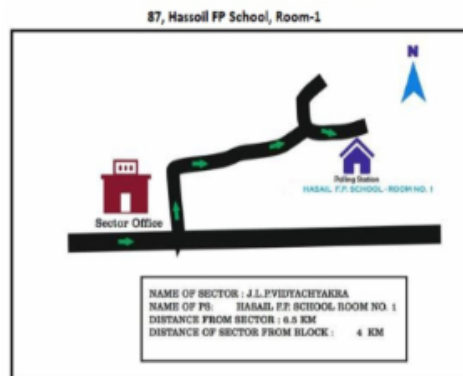 87, Hassoil FP School, Room-1
N
Sector Office
Polling Station
HASAIL F.P. SCHOOL-ROOM NO. 1
NAME OF SECTOR : J.L.P.VIDYACHYAKRA
NAME OF PS: HASAIL F.P. SCHOOL ROOM NO. 1
DISTANCE FROM SECTOR : 6.5 KM
DISTANCE OF SECTOR FROM BLOCK : 4 KM